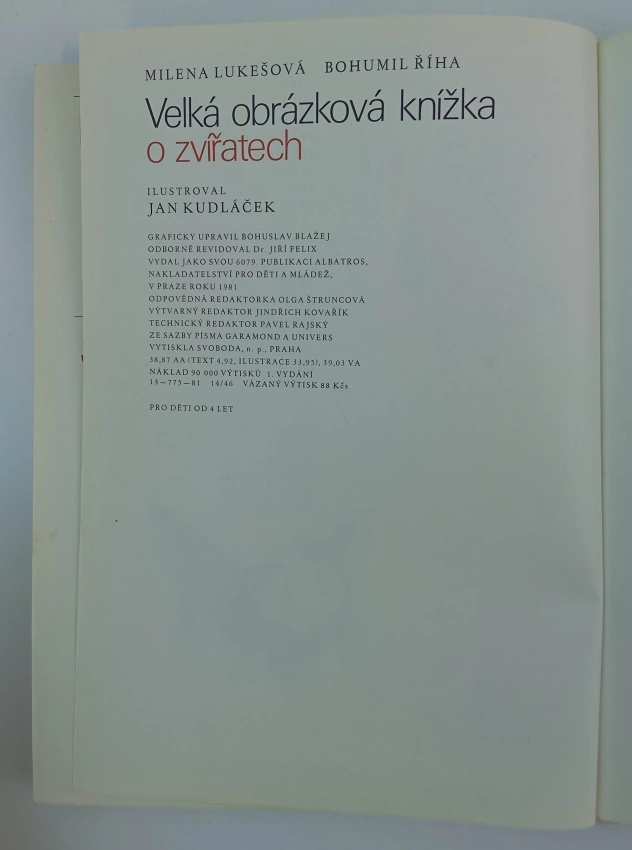 MILENA LUKEŠOVÁ BOHUMIL ŘÍHA
Velká obrázková knížka
o zvířatech
ILUSTROVAL
JAN KUDLÁČEK
GRAFICKY UPRAVIL BOHUSLAV BLAŽEJ
ODBORNĚ REVIDOVAL Dr. JIŘÍ FELIX
VYDAL JAKO SVOU 6079. PUBLIKACI ALBATROS,
NAKLADATELSTVÍ PRO DĚTI A MLÁDEŽ,
V PRAZE ROKU 1981
ODPOVĚDNÁ REDAKTORKA OLGA ŠTRUNCOVÁ
VÝTVARNÝ REDAKTOR JINDŘICH KOVAŘÍK
TECHNICKÝ REDAKTOR PAVEL RAJSKÝ
ZE SAZBY PÍSMA GARAMOND A UNIVERS
VYTISKLA SVOBODA, n. p., PRAHA
38,87 AA (TEXT 4,92, ILUSTRACE 33,95), 39,03 VA
NÁKLAD 90 000 VÝTISKŮ 1. VYDÁNÍ
13—775—81 14/46 VÁZANÝ VÝTISK 88 Kčs
PRO DĚTI OD 4 LET